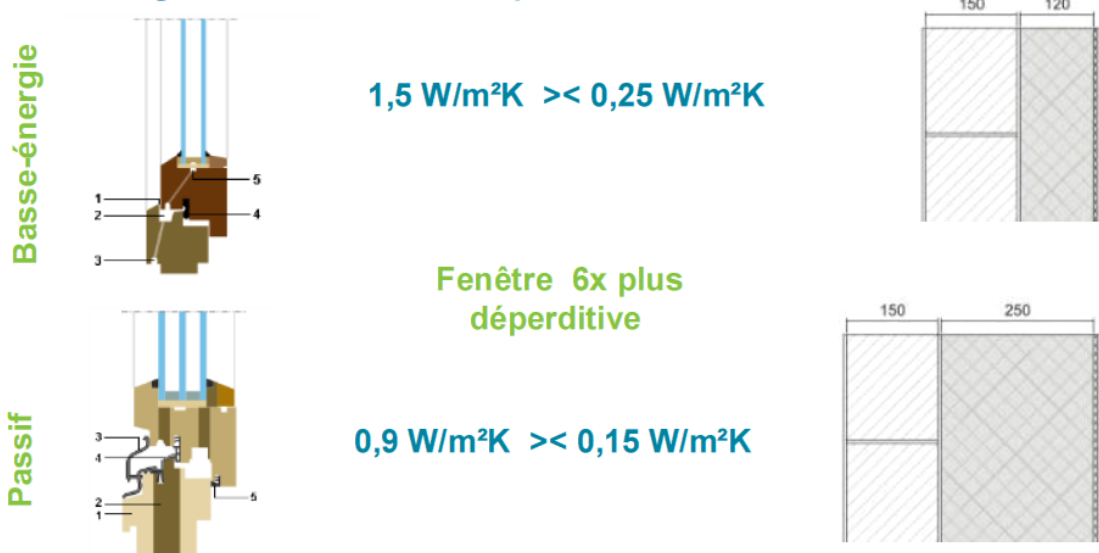 150 120
Basse-énergie
1,5 W/m²K >< 0,25 W/m²K
5
1
2
4
3
Fenêtre 6x plus
déperditive
150 250
Passif
3
4
0,9 W/m²K >< 0,15 W/m²K
2
5
1